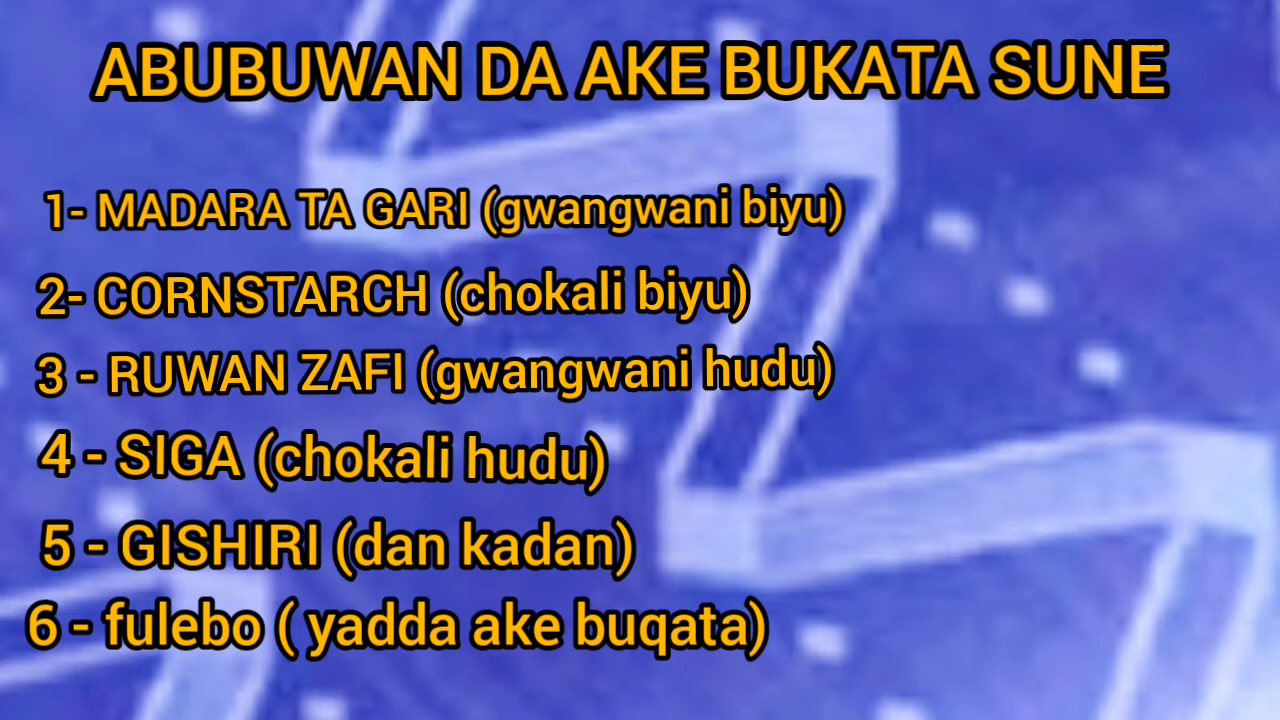 ABUBUWAN DA AKE BUKATA SUNE
1- MADARA TA GARI (gwangwani biyu)
2- CORNSTARCH (chokali biyu)
3 - RUWAN ZAFI (gwangwani hudu)
4 - SIGA (chokali hudu)
5 - GISHIRI (dan kadan)
6 - fulebo ( yadda ake buqata)